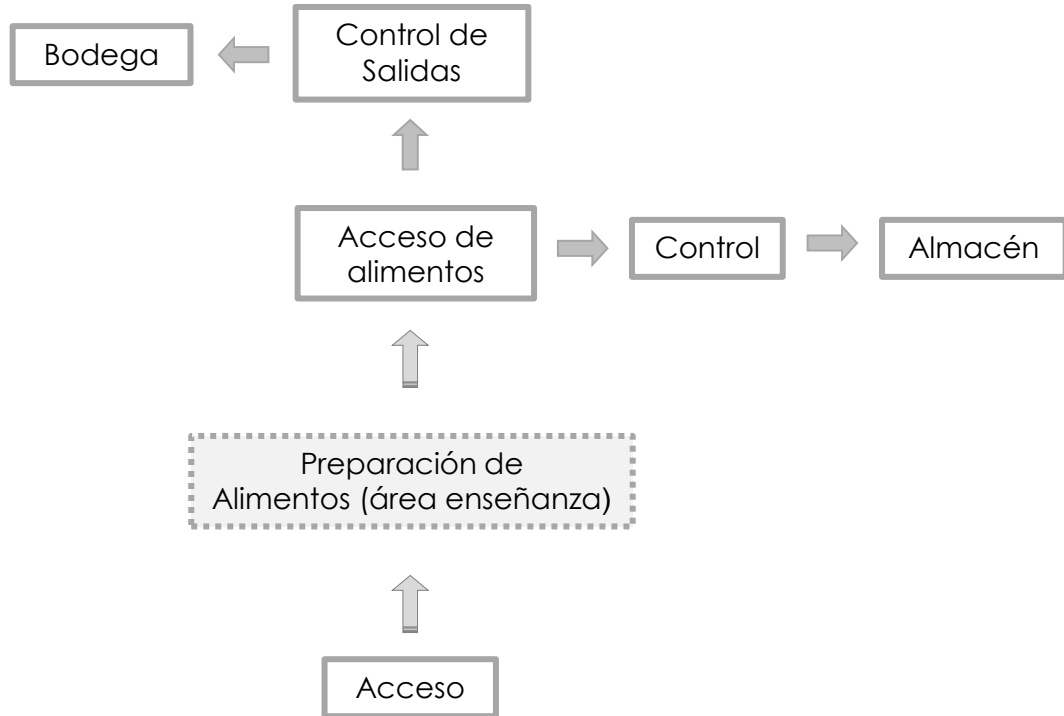 Bodega
Control de
Salidas
Acceso de
alimentos
Control
Almacén
Preparación de
Alimentos (área enseñanza)
Acceso